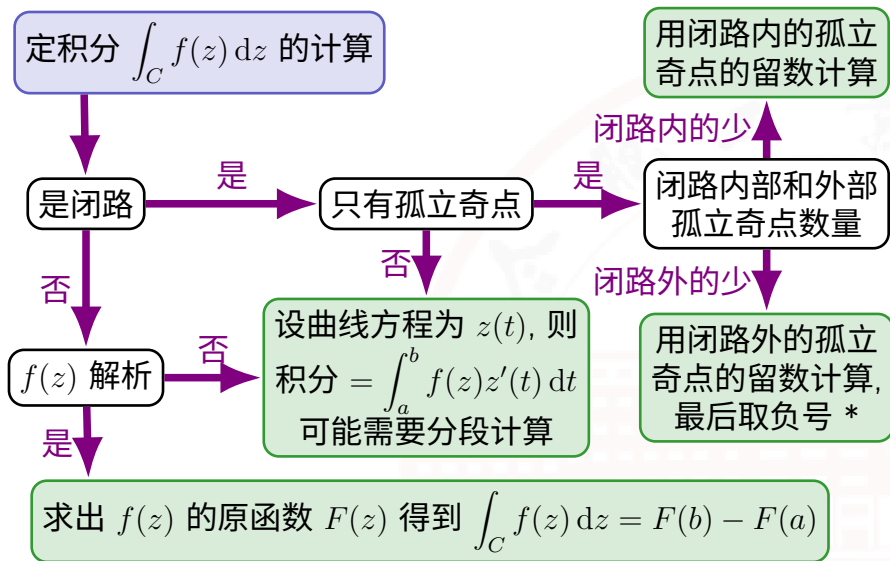 定积分 ∫_C f(z) dz 的计算
用闭路内的孤立
奇点的留数计算
闭路内的少
是闭路
是
只有孤立奇点
是
闭路内部和外部
孤立奇点数量
否
否
闭路外的少
f(z) 解析
否
设曲线方程为 z(t), 则
积分 = ∫_a^b f(z)z′(t) dt
可能需要分段计算
用闭路外的孤立
奇点的留数计算,
最后取负号 *
是
求出 f(z) 的原函数 F(z) 得到 ∫_C f(z) dz = F(b) − F(a)